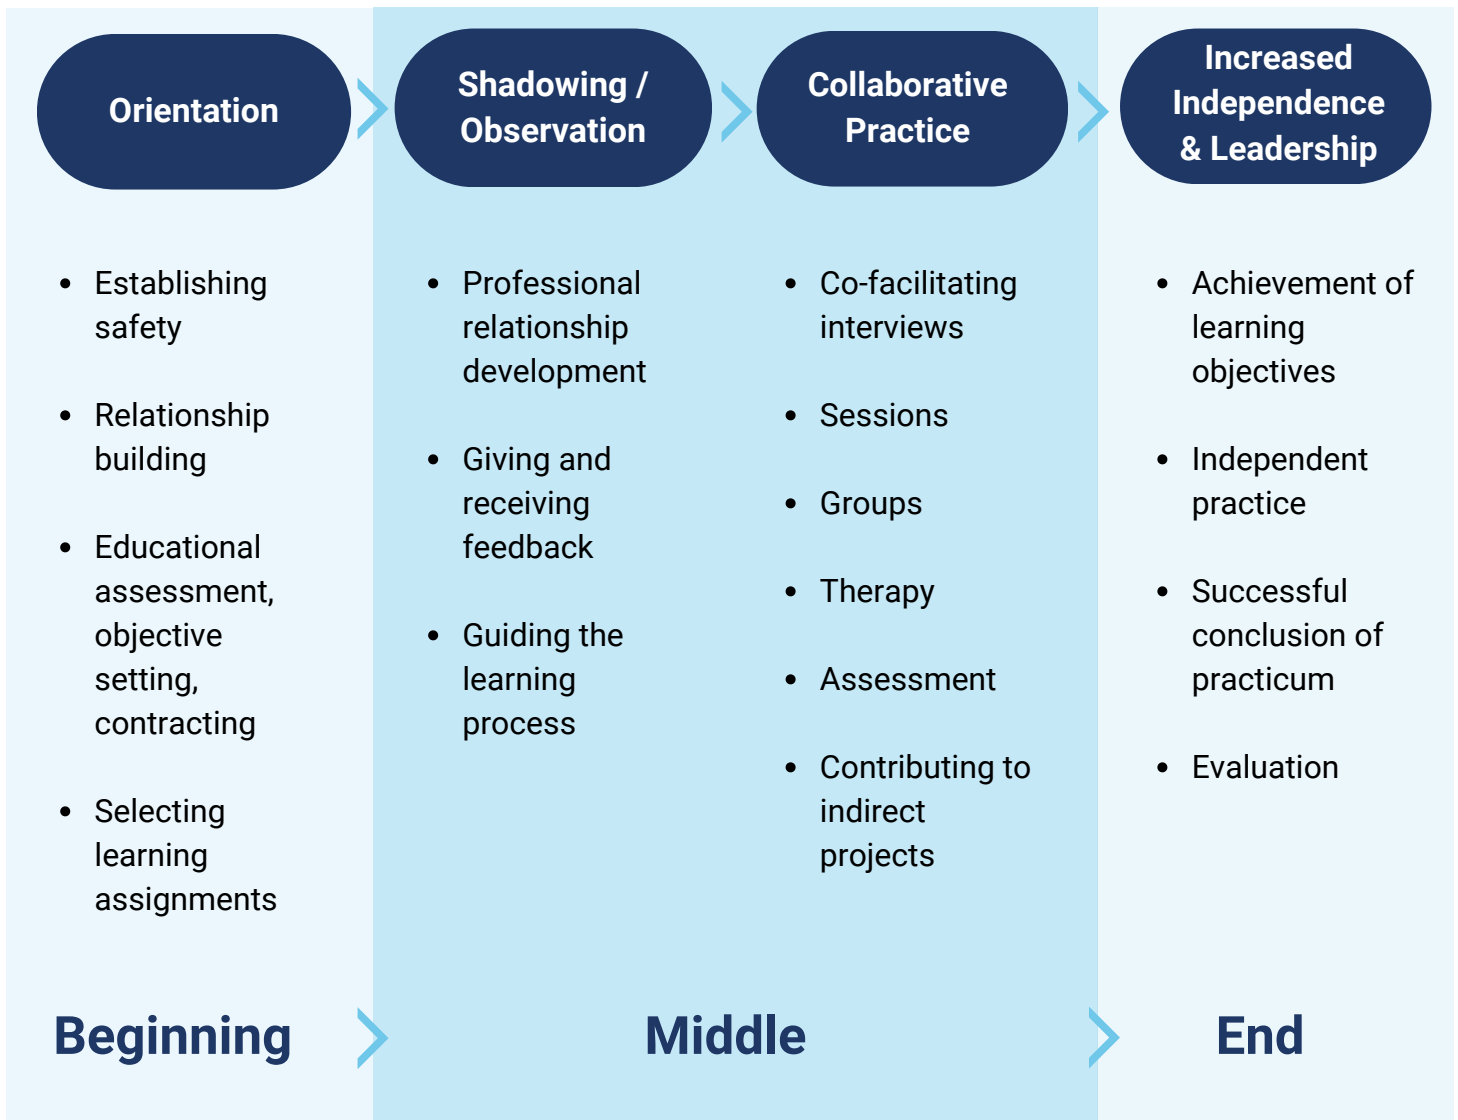 Orientation
Shadowing /
Observation
Collaborative
Practice
Increased
Independence
& Leadership
• Establishing
safety
• Relationship
building
• Educational
assessment,
objective
setting,
contracting
• Selecting
learning
assignments
• Professional
relationship
development
• Giving and
receiving
feedback
• Guiding the
learning
process
• Co-facilitating
interviews
• Sessions
• Groups
• Therapy
• Assessment
• Contributing to
indirect
projects
• Achievement of
learning
objectives
• Independent
practice
• Successful
conclusion of
practicum
• Evaluation
Beginning
Middle
End